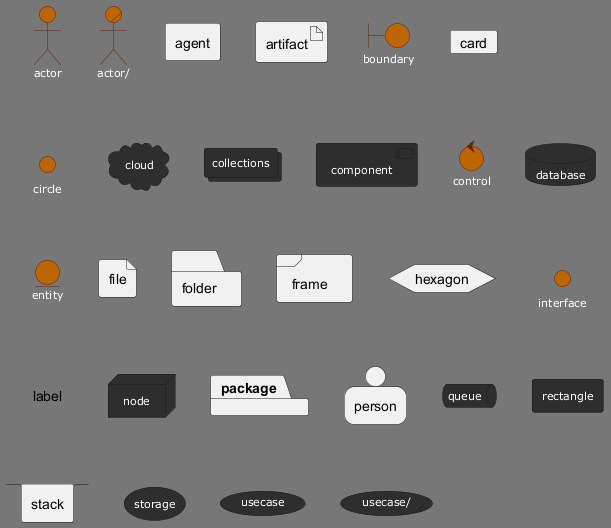 actor
actor/
agent
artifact
boundary
card
circle
cloud
collections
component
control
database
entity
file
folder
frame
hexagon
interface
label
node
package
person
queue
rectangle
stack
storage
usecase
usecase/